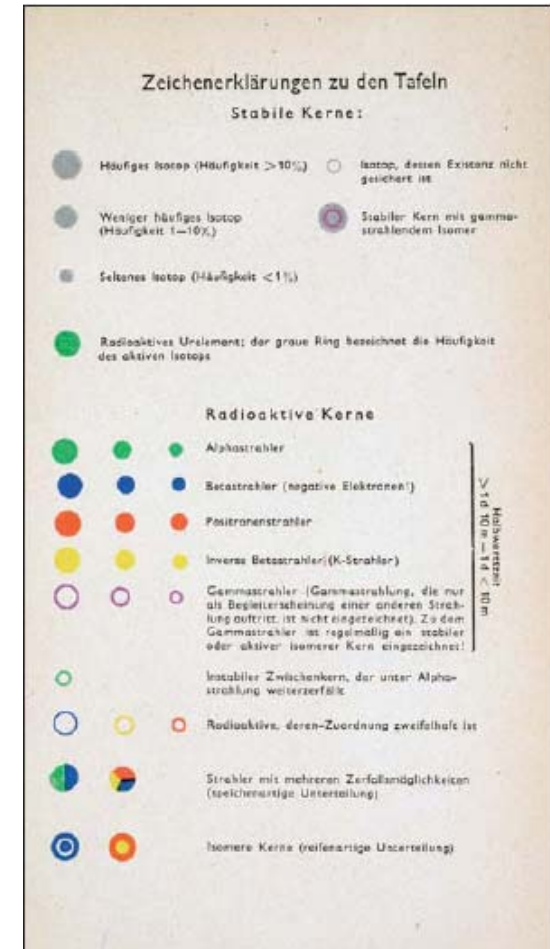 Zeichenerklärungen zu den Tafeln
Stabile Kerne:
Häufiges Isotop (Häufigkeit >10%)
Isotop, dessen Existenz nicht
gesichert ist
Weniger häufiges Isotop
(Häufigkeit 1—10%)
Stabiler Kern mit gamma-
strahlendem Isomer
Seltenes Isotop (Häufigkeit <1%)
Radioaktives Urelement; der graue Ring bezeichnet die Häufigkeit
des aktiven Isotops
Radioaktive Kerne
Alphastrahler
Betastrahler (negative Elektronen!)
Positronenstrahler
Inverse Betastrahler (K-Strahler)
Gammastrahler (Gammastrahlung, die nur
als Begleiterscheinung einer anderen Strah-
lung auftritt, ist nicht eingezeichnet). Zu dem
Gammastrahler ist regelmäßig ein stabiler
oder aktiver isomerer Kern eingezeichnet!
Halbwertszeit
> 1 d 10 m — 1 d < 10 m
Instabiler Zwischenkern, der unter Alpha-
strahlung weiterzerfällt
Radioaktive, deren Zuordnung zweifelhaft ist
Strahler mit mehreren Zerfallsmöglichkeiten
(speichenartige Unterteilung)
Isomere Kerne (reifenartige Unterteilung)